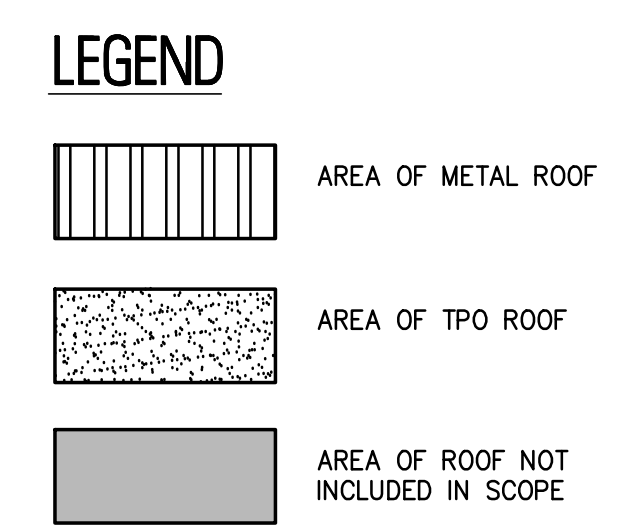 LEGEND
AREA OF METAL ROOF
AREA OF TPO ROOF
AREA OF ROOF NOT
INCLUDED IN SCOPE